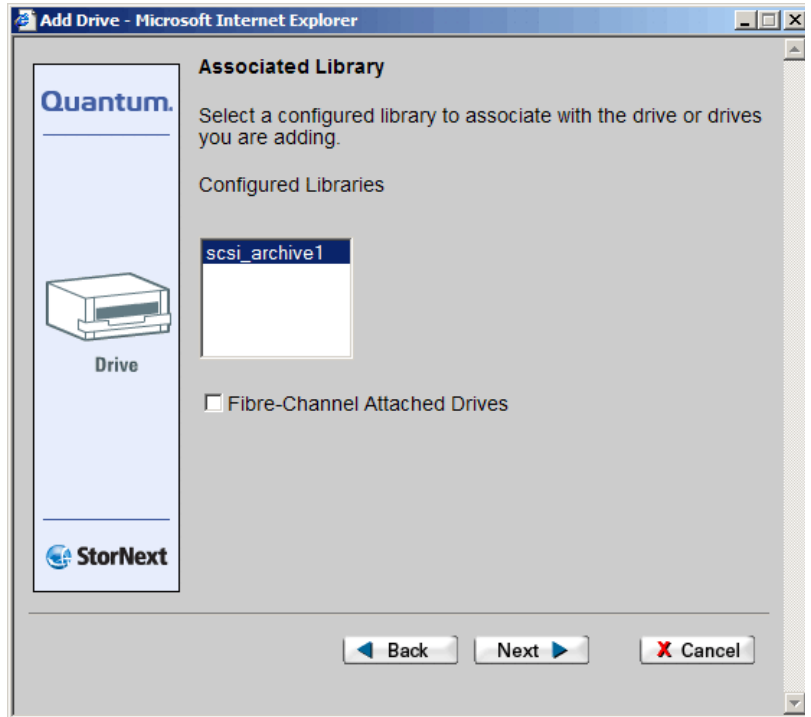 Add Drive - Microsoft Internet Explorer
Quantum.
Drive
StorNext
Associated Library
Select a configured library to associate with the drive or drives
you are adding.
Configured Libraries
scsi_archive1
Fibre-Channel Attached Drives
Back
Next
X Cancel